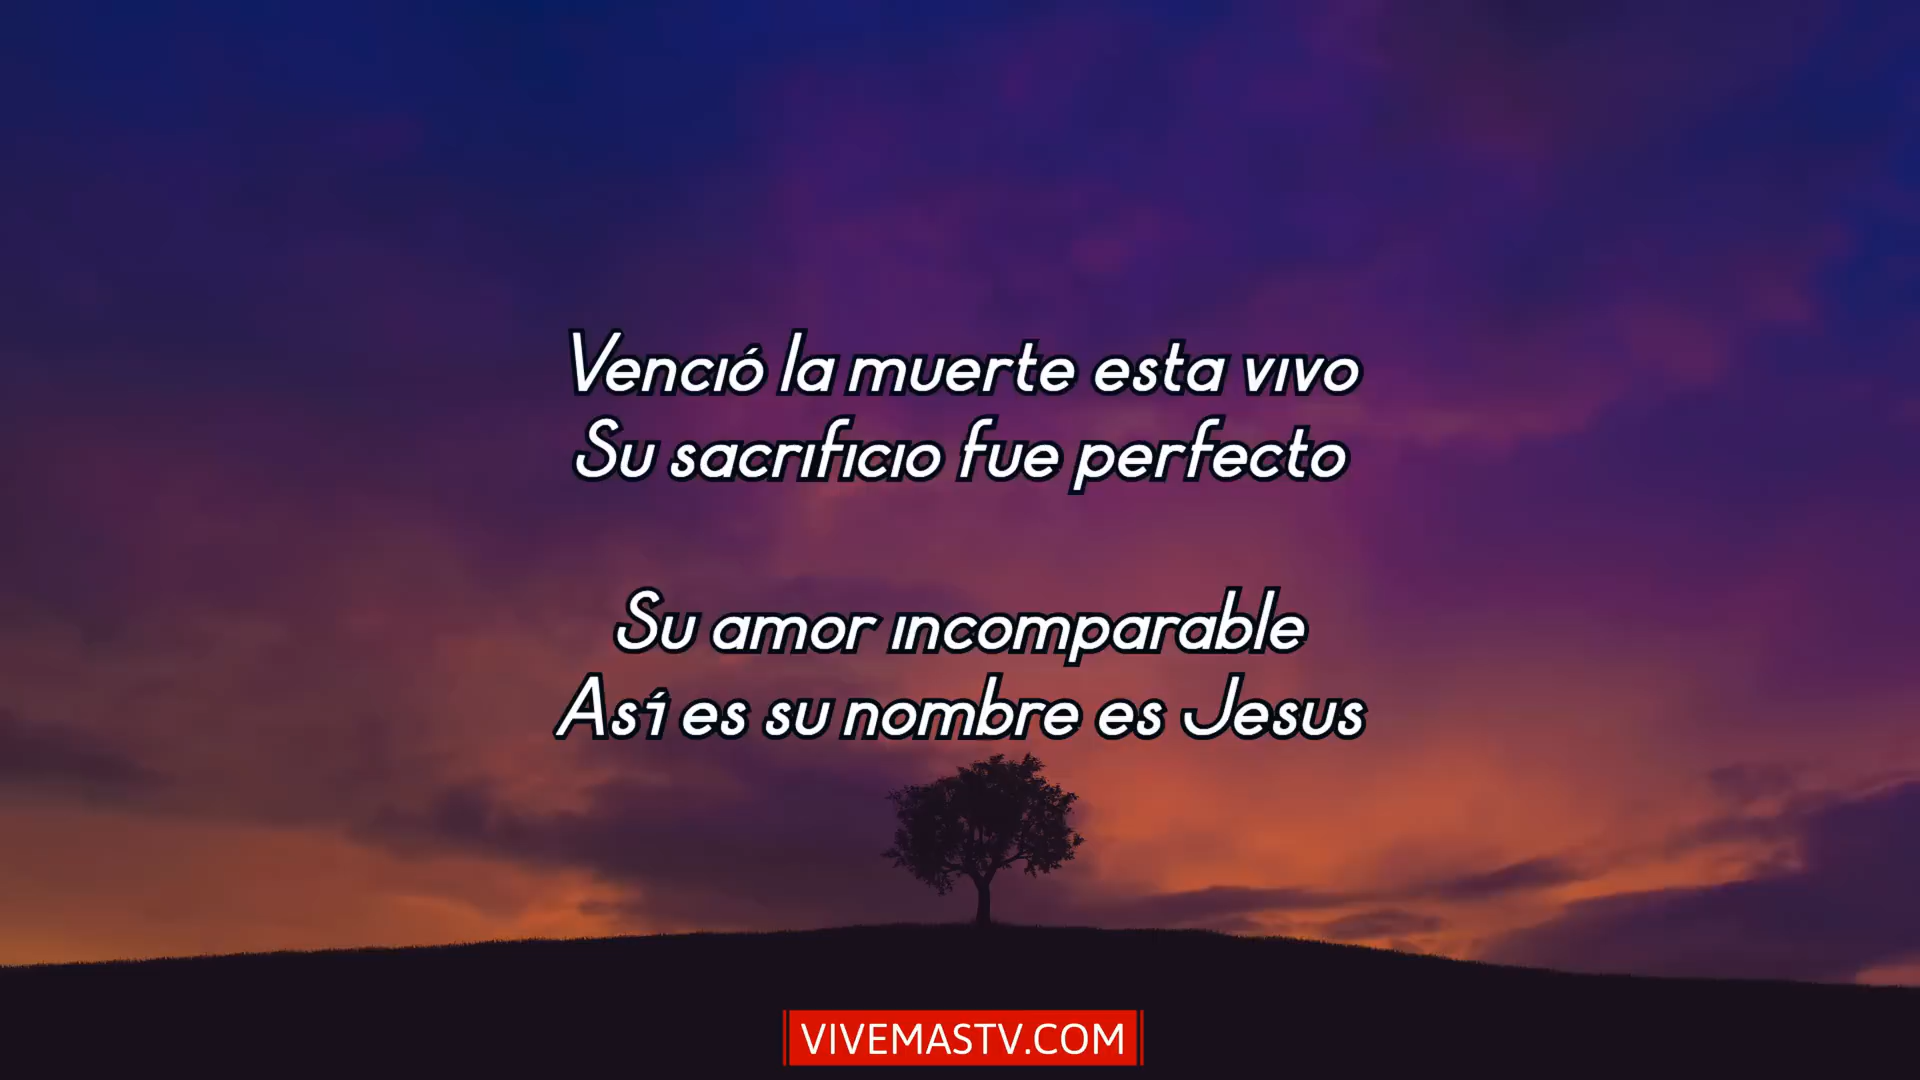 Venció la muerte esta vivo
Su sacrificio fue perfecto
Su amor incomparable
Así es su nombre es Jesus
VIVEMASTV.COM